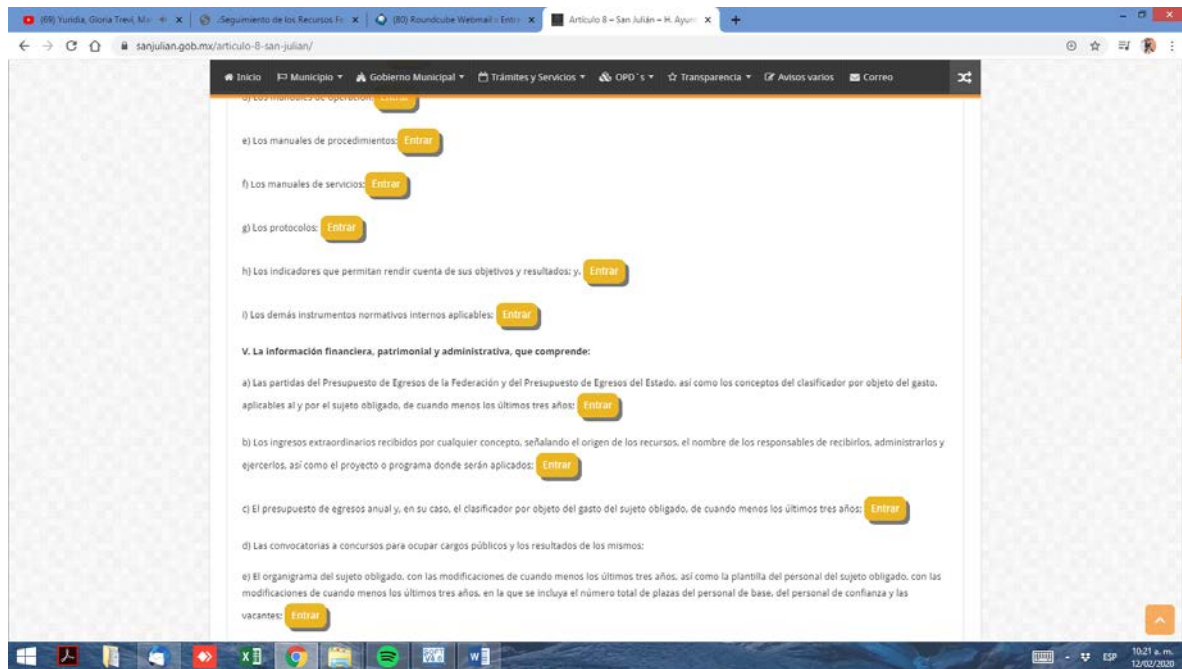 (69) Yuridia, Gloria Trevi, M
Seguimiento de los Recursos Fe
(80) Roundcube Webmail :: Entr
Artículo 8 – San Julián – H. Ayun
sanjulian.gob.mx/articulo-8-san-julian/
Inicio Municipio Gobierno Municipal Trámites y Servicios OPD`s Transparencia Avisos varios Correo
d) Los manuales de operación; Entrar
e) Los manuales de procedimientos; Entrar
f) Los manuales de servicios; Entrar
g) Los protocolos; Entrar
h) Los indicadores que permitan rendir cuenta de sus objetivos y resultados; y, Entrar
i) Los demás instrumentos normativos internos aplicables; Entrar
V. La información financiera, patrimonial y administrativa, que comprende:
a) Las partidas del Presupuesto de Egresos de la Federación y del Presupuesto de Egresos del Estado, así como los conceptos del clasificador por objeto del gasto,
aplicables al y por el sujeto obligado, de cuando menos los últimos tres años; Entrar
b) Los ingresos extraordinarios recibidos por cualquier concepto, señalando el origen de los recursos, el nombre de los responsables de recibirlos, administrarlos y
ejercerlos, así como el proyecto o programa donde serán aplicados; Entrar
c) El presupuesto de egresos anual y, en su caso, el clasificador por objeto del gasto del sujeto obligado, de cuando menos los últimos tres años; Entrar
d) Las convocatorias a concursos para ocupar cargos públicos y los resultados de los mismos;
e) El organigrama del sujeto obligado, con las modificaciones de cuando menos los últimos tres años, así como la plantilla del personal del sujeto obligado, con las
modificaciones de cuando menos los últimos tres años, en la que se incluya el número total de plazas del personal de base, del personal de confianza y las
vacantes; Entrar
ESP
10:21 a. m.
12/02/2020